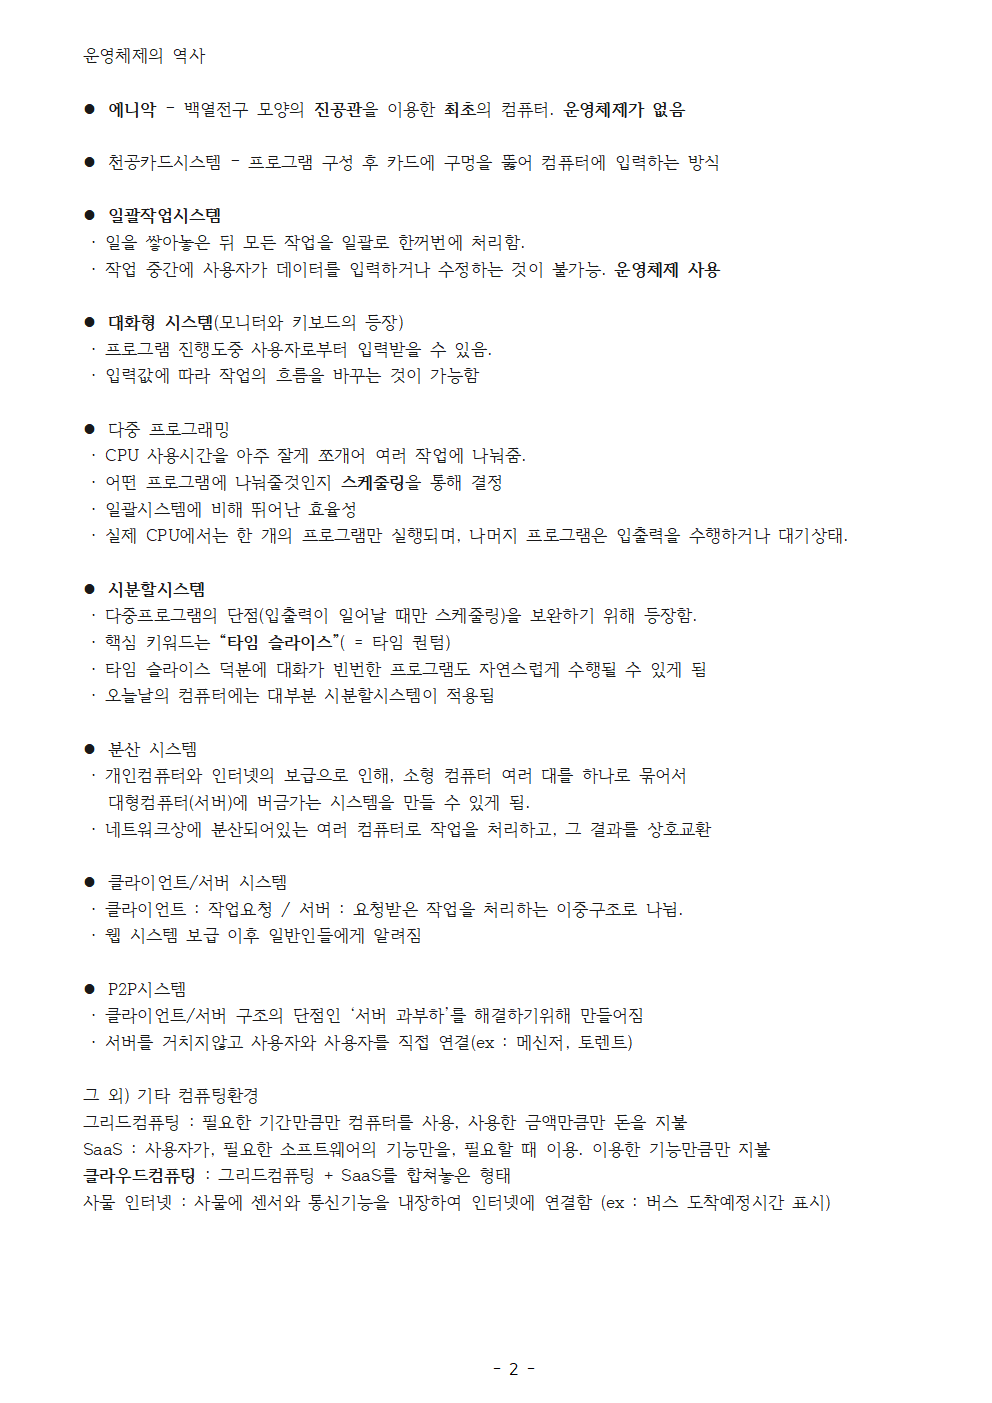 운영체제의 역사
● 에니악 - 백열전구 모양의 진공관을 이용한 최초의 컴퓨터. 운영체제가 없음
● 천공카드시스템 - 프로그램 구성 후 카드에 구멍을 뚫어 컴퓨터에 입력하는 방식
● 일괄작업시스템
· 일을 쌓아놓은 뒤 모든 작업을 일괄로 한꺼번에 처리함.
· 작업 중간에 사용자가 데이터를 입력하거나 수정하는 것이 불가능. 운영체제 사용
● 대화형 시스템(모니터와 키보드의 등장)
· 프로그램 진행도중 사용자로부터 입력받을 수 있음.
· 입력값에 따라 작업의 흐름을 바꾸는 것이 가능함
● 다중 프로그래밍
· CPU 사용시간을 아주 잘게 쪼개어 여러 작업에 나눠줌.
· 어떤 프로그램에 나눠줄것인지 스케줄링을 통해 결정
· 일괄시스템에 비해 뛰어난 효율성
· 실제 CPU에서는 한 개의 프로그램만 실행되며, 나머지 프로그램은 입출력을 수행하거나 대기상태.
● 시분할시스템
· 다중프로그램의 단점(입출력이 일어날 때만 스케줄링)을 보완하기 위해 등장함.
· 핵심 키워드는 “타임 슬라이스”( = 타임 퀀텀)
· 타임 슬라이스 덕분에 대화가 빈번한 프로그램도 자연스럽게 수행될 수 있게 됨
· 오늘날의 컴퓨터에는 대부분 시분할시스템이 적용됨
● 분산 시스템
· 개인컴퓨터와 인터넷의 보급으로 인해, 소형 컴퓨터 여러 대를 하나로 묶어서
대형컴퓨터(서버)에 버금가는 시스템을 만들 수 있게 됨.
· 네트워크상에 분산되어있는 여러 컴퓨터로 작업을 처리하고, 그 결과를 상호교환
● 클라이언트/서버 시스템
· 클라이언트 : 작업요청 / 서버 : 요청받은 작업을 처리하는 이중구조로 나뉨.
· 웹 시스템 보급 이후 일반인들에게 알려짐
● P2P시스템
· 클라이언트/서버 구조의 단점인 ‘서버 과부하’를 해결하기위해 만들어짐
· 서버를 거치지않고 사용자와 사용자를 직접 연결(ex : 메신저, 토렌트)
그 외) 기타 컴퓨팅환경
그리드컴퓨팅 : 필요한 기간만큼만 컴퓨터를 사용, 사용한 금액만큼만 돈을 지불
SaaS : 사용자가, 필요한 소프트웨어의 기능만을, 필요할 때 이용. 이용한 기능만큼만 지불
클라우드컴퓨팅 : 그리드컴퓨팅 + SaaS를 합쳐놓은 형태
사물 인터넷 : 사물에 센서와 통신기능을 내장하여 인터넷에 연결함 (ex : 버스 도착예정시간 표시)
- 2 -